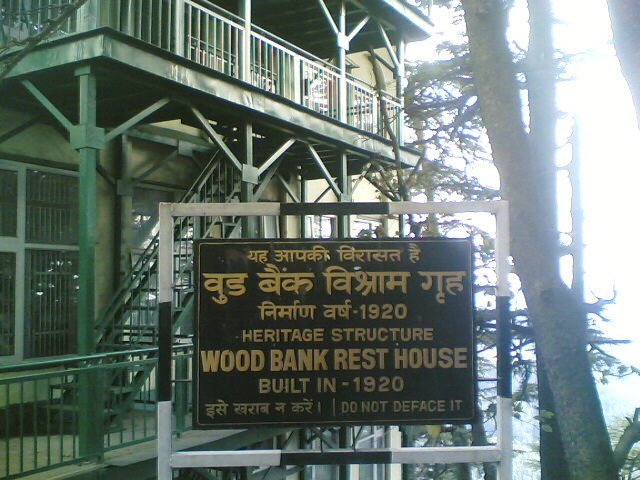 यह आपकी विरासत है
वुड बैंक विश्राम गृह
निर्माण वर्ष-1920
HERITAGE STRUCTURE
WOOD BANK REST HOUSE
BUILT IN - 1920
इसे खराब न करें। | DO NOT DEFACE IT